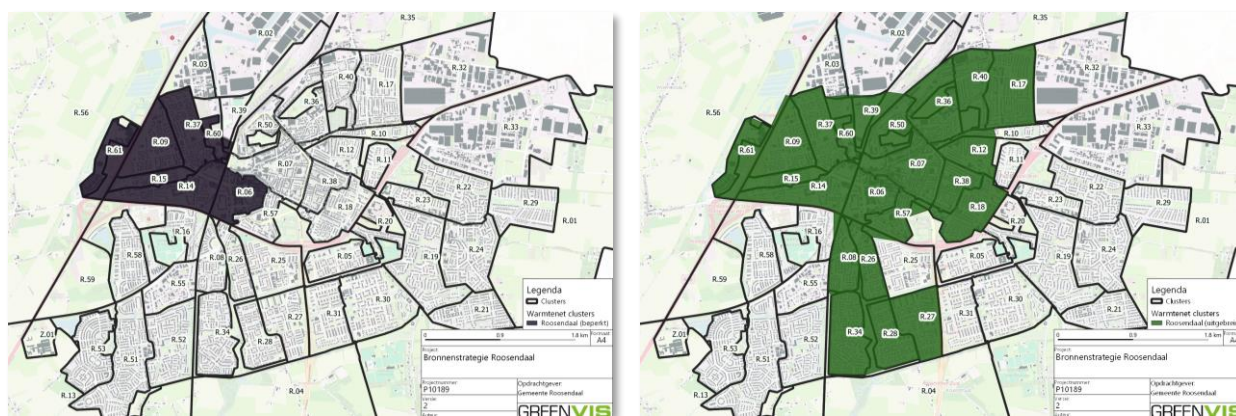 R.35
R.02
R.03
R.32
R.40
R.17
R.36
R.39
R.56
R.37
R.50
R.60
R.33
R.10
R.61
R.09
R.12
R.11
R.07
R.15
R.14
R.38
R.22
R.06
R.23
R.29
R.18
R.57
R.20
R.01
R.16
R.24
R.58
R.08
R.26
R.25
R.05
R.19
R.59
R.55
R.30
R.21
R.31
R.27
R.34
R.28
Z.01
R.53
R.51
R.52
R.13
R.04
Legenda
Clusters
Warmtenet clusters
Roosendaal (beperkt)
0 0.9 1.8 km
Formaat
A4
Project
Bronnenstrategie Roosendaal
Projectnummer
P10189
Opdrachtgever
Gemeente Roosendaal
Versie
2
GREENVIS
R.35
R.02
R.03
R.32
R.40
R.17
R.36
R.39
R.56
R.37
R.50
R.60
R.33
R.10
R.61
R.09
R.12
R.11
R.07
R.15
R.14
R.38
R.22
R.06
R.23
R.29
R.18
R.57
R.20
R.01
R.16
R.24
R.58
R.08
R.26
R.25
R.05
R.19
R.59
R.55
R.30
R.21
R.31
R.27
R.34
R.28
Z.01
R.53
R.51
R.52
R.13
R.04
Legenda
Clusters
Warmtenet clusters
Roosendaal (uitgebreid
0 0.9 1.8 km
Project
Bronnenstrategie Roosendaal
Projectnummer
P10189
Opdrachtgever
Gemeente Roosendaal
Versie
2
GREENVIS